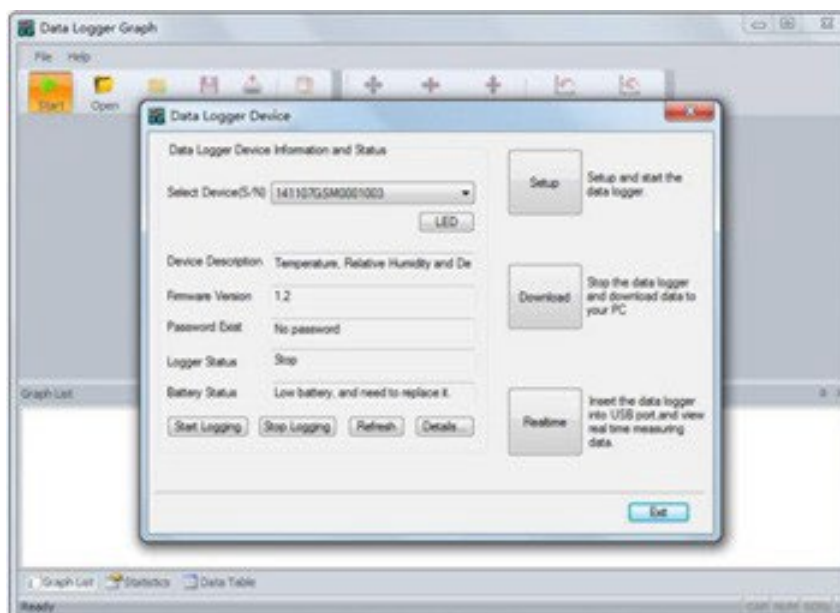 Data Logger Graph
File Help
Start Open
Data Logger Device
Data Logger Device Information and Status
Select Device(S/N) 141107GSM0001003
LED
Device Description Temperature, Relative Humidity and De
Firmware Version 1.2
Password Exist No password
Logger Status Stop
Battery Status Low battery, and need to replace it.
Start Logging Stop Logging Refresh Details...
Setup
Setup and start the
data logger
Download
Stop the data logger
and download data to
your PC
Realtime
Insert the data logger
into USB port,and view
real time measuring
data.
Exit
Graph List
Graph List Statistics Data Table
Ready
CAP NUM SCRL